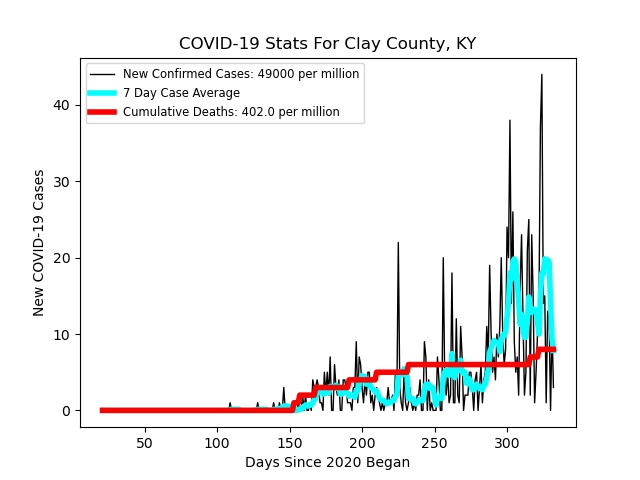 COVID-19 Stats For Clay County, KY
New Confirmed Cases: 49000 per million
7 Day Case Average
Cumulative Deaths: 402.0 per million
New COVID-19 Cases
40
30
20
10
0
50 100 150 200 250 300
Days Since 2020 Began